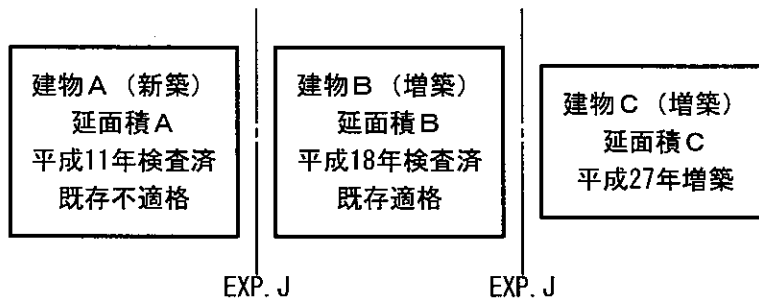 建物A（新築）
延面積A
平成11年検査済
既存不適格
建物B（増築）
延面積B
平成18年検査済
既存適格
建物C（増築）
延面積C
平成27年増築
EXP.J
EXP.J